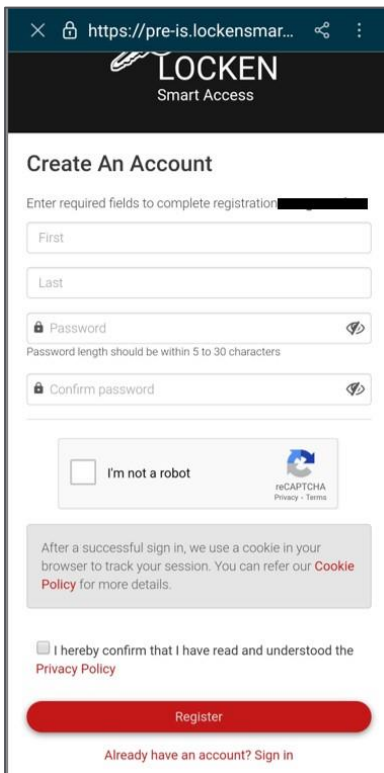 https://pre-is.lockensmar...
LOCKEN
Smart Access
Create An Account
Enter required fields to complete registration
First
Last
Password
Password length should be within 5 to 30 characters
Confirm password
I'm not a robot
reCAPTCHA
Privacy - Terms
After a successful sign in, we use a cookie in your
browser to track your session. You can refer our Cookie
Policy for more details.
I hereby confirm that I have read and understood the
Privacy Policy
Register
Already have an account? Sign in